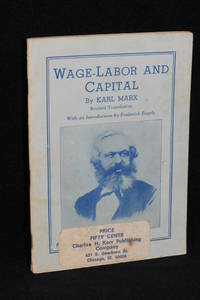 WAGE-LABOR AND
CAPITAL
By KARL MARX
Revised Translation
With an Introduction by Frederick Engels
PRICE
FIFTY CENTS
Charles H. Kerr Publishing
Company
Chicago, Ill.